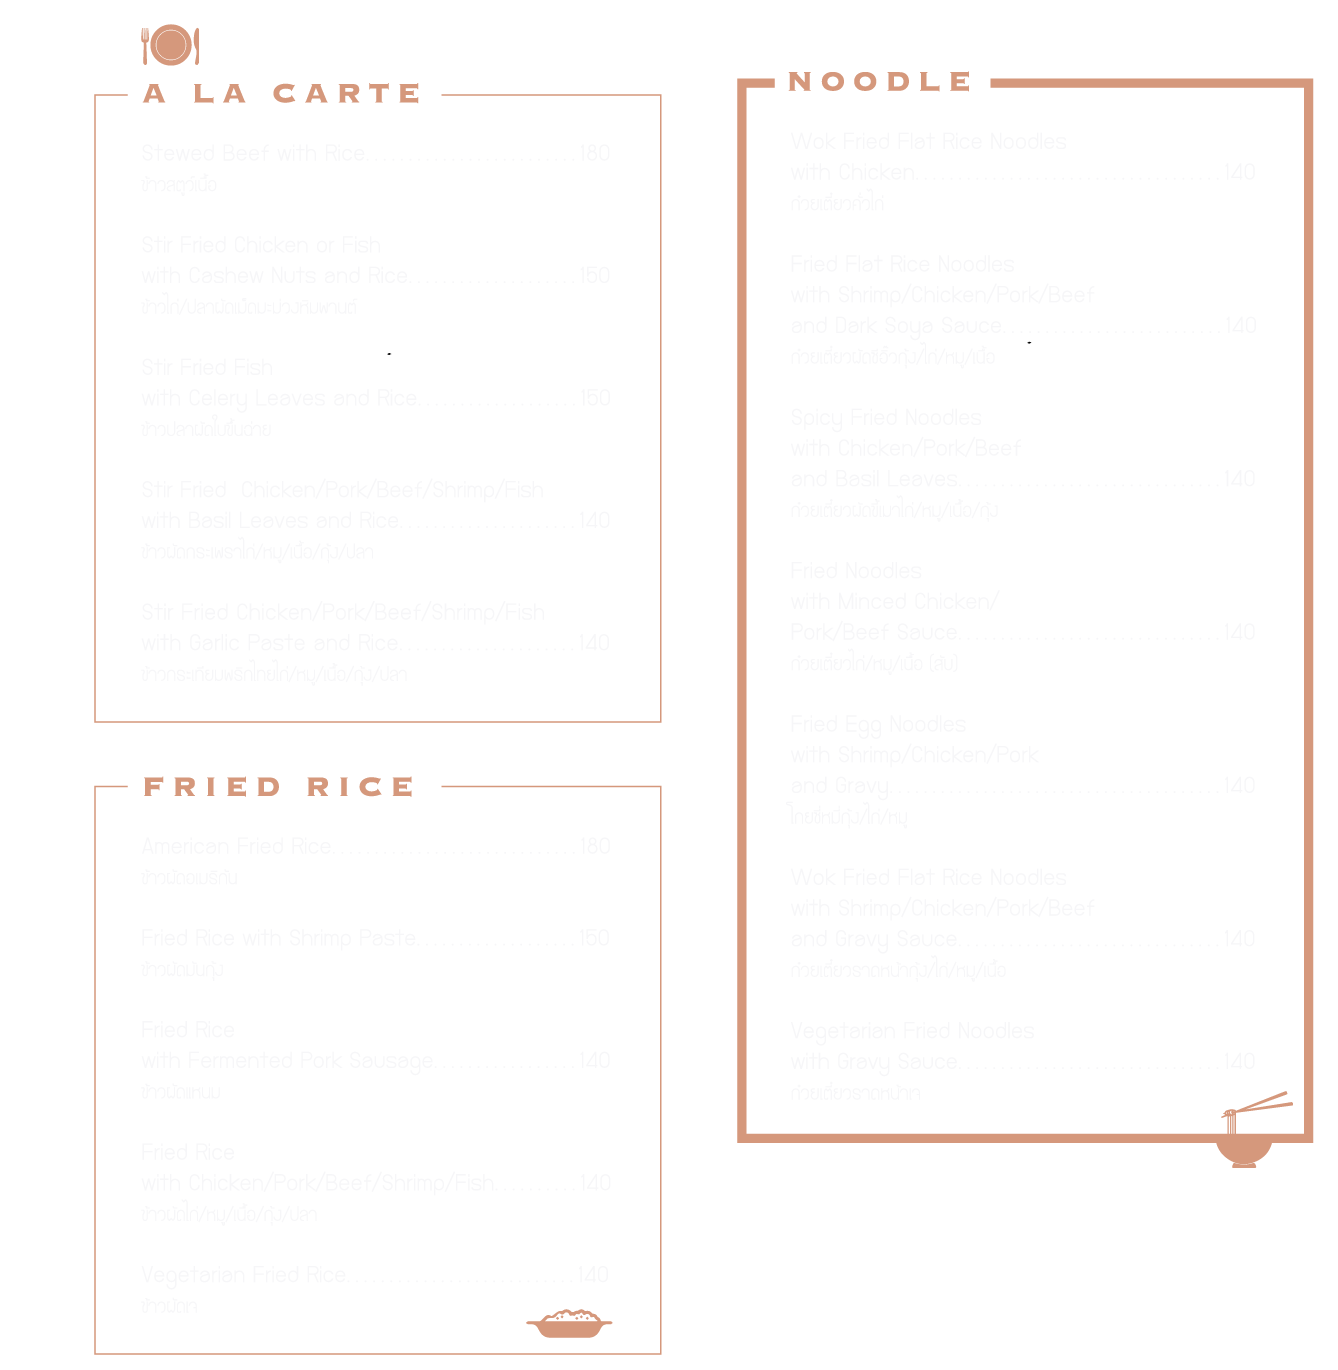 A LA CARTE
Stewed Beef with Rice........................180
ข้าวสตูว์เนื้อ
Stir Fried Chicken or Fish
with Cashew Nuts and Rice...................150
ข้าวไก่/ปลาผัดเม็ดมะม่วงหิมพานต์
Stir Fried Fish
with Celery Leaves and Rice..................150
ข้าวปลาผัดใบขึ้นฉ่าย
Stir Fried Chicken/Pork/Beef/Shrimp/Fish
with Basil Leaves and Rice....................140
ข้าวผัดกระเพราไก่/หมู/เนื้อ/กุ้ง/ปลา
Stir Fried Chicken/Pork/Beef/Shrimp/Fish
with Garlic Paste and Rice....................140
ข้าวกระเทียมพริกไทยไก่/หมู/เนื้อ/กุ้ง/ปลา
FRIED RICE
American Fried Rice............................180
ข้าวผัดอเมริกัน
Fried Rice with Shrimp Paste..................150
ข้าวผัดมันกุ้ง
Fried Rice
with Fermented Pork Sausage................140
ข้าวผัดแหนม
Fried Rice
with Chicken/Pork/Beef/Shrimp/Fish.........140
ข้าวผัดไก่/หมู/เนื้อ/กุ้ง/ปลา
Vegetarian Fried Rice..........................140
ข้าวผัดเจ
NOODLE
Wok Fried Flat Rice Noodles
with Chicken...................................140
ก๋วยเตี๋ยวคั่วไก่
Fried Flat Rice Noodles
with Shrimp/Chicken/Pork/Beef
and Dark Soya Sauce.........................140
ก๋วยเตี๋ยวผัดซีอิ๊วกุ้ง/ไก่/หมู/เนื้อ
Spicy Fried Noodles
with Chicken/Pork/Beef
and Basil Leaves..............................140
ก๋วยเตี๋ยวผัดขี้เมาไก่/หมู/เนื้อ/กุ้ง
Fried Noodles
with Minced Chicken/
Pork/Beef Sauce..............................140
ก๋วยเตี๋ยวไก่/หมู/เนื้อ (สับ)
Fried Egg Noodles
with Shrimp/Chicken/Pork
and Gravy 140
โกยซีหมี่กุ้ง/ไก่/หมู
Wok Fried Flat Rice Noodles
with Shrimp/Chicken/Pork/Beef
and Gravy Sauce..............................140
ก๋วยเตี๋ยวราดหน้ากุ้ง/ไก่/หมู/เนื้อ
Vegetarian Fried Noodles
with Gravy Sauce..............................140
ก๋วยเตี๋ยวราดหน้าเจ